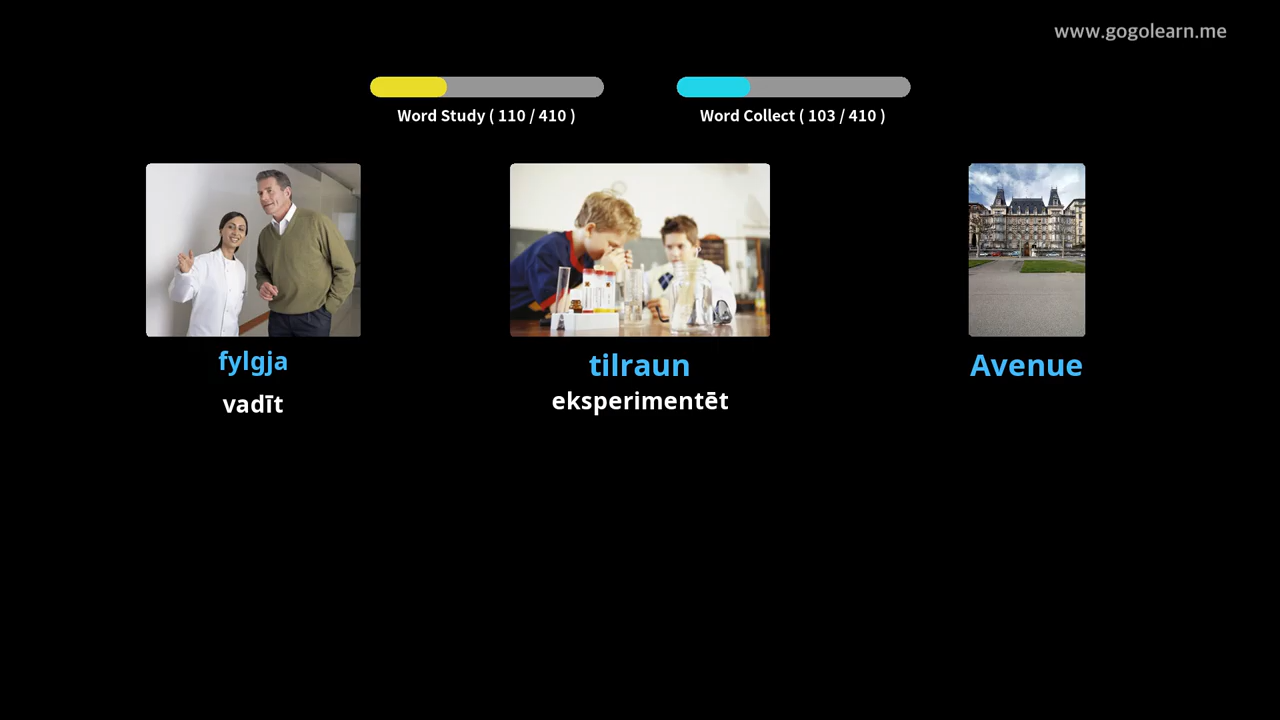 www.gogolearn.me
Word Study ( 110 / 410 )
Word Collect ( 103 / 410 )
fylgja
vadīt
tilraun
eksperimentēt
Avenue